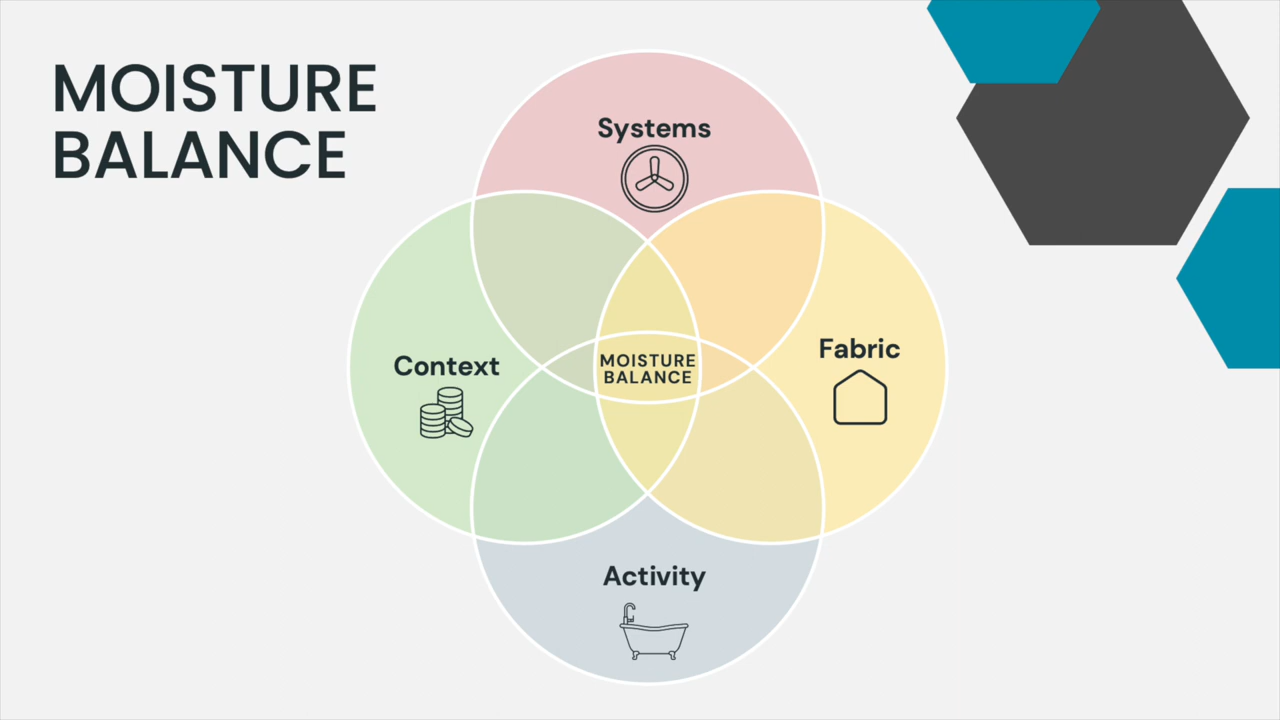 MOISTURE
BALANCE
Systems
Fabric
Context
MOISTURE
BALANCE
Activity